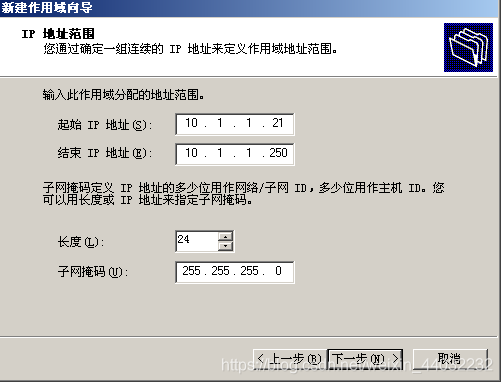 新建作用域向导
IP 地址范围
您通过确定一组连续的 IP 地址来定义作用域地址范围。
输入此作用域分配的地址范围。
起始 IP 地址(S): 10 . 1 . 1 . 21
结束 IP 地址(E): 10 . 1 . 1 .250
子网掩码定义 IP 地址的多少位用作网络/子网 ID，多少位用作主机 ID。您
可以用长度或 IP 地址来指定子网掩码。
长度(L): 24
子网掩码(U): 255.255.255. 0
< 上一步(B) 下一步(N) > 取消
https://blog.csdn.net/weixin_44032232